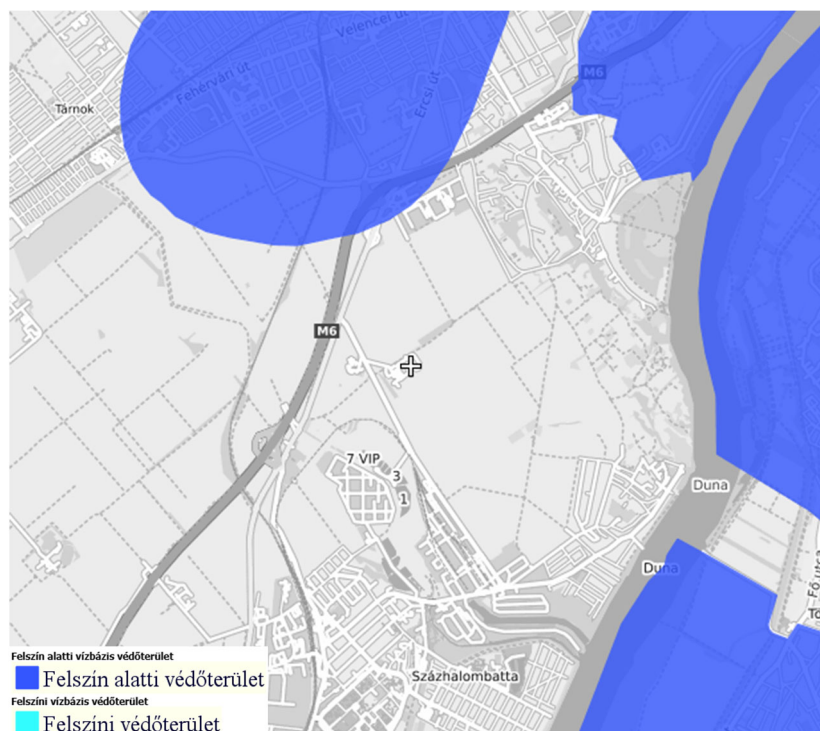 Velencei út
M6
Fehérvári út
Ercsi út
Tárnok
M6
7 VIP
3
1
Duna
Duna
Fő utca
Százhalombatta
Felszín alatti vízbázis védőterület
Felszín alatti védőterület
Felszíni vízbázis védőterület
Felszíni védőterület